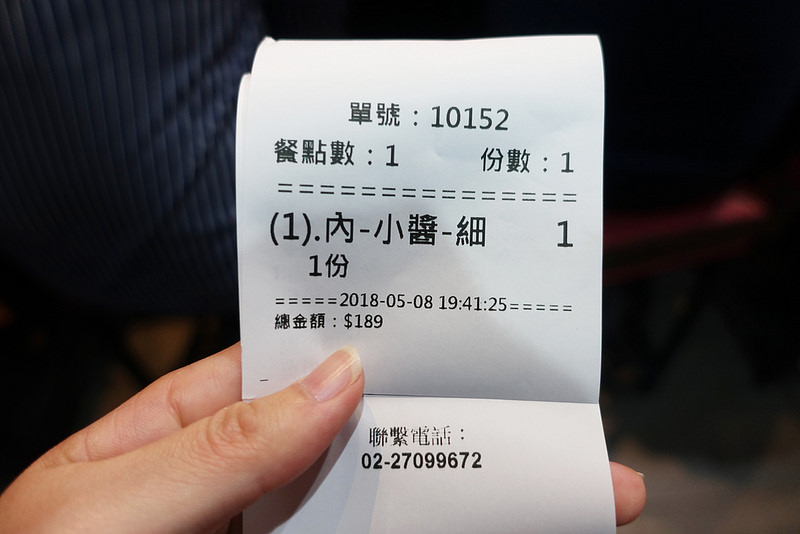 單號：10152
餐點數：1 份數：1
===============
(1).內-小醬-細 1
1份
=====2018-05-08 19:41:25=====
總金額：$189
–
聯繫電話：
02-27099672